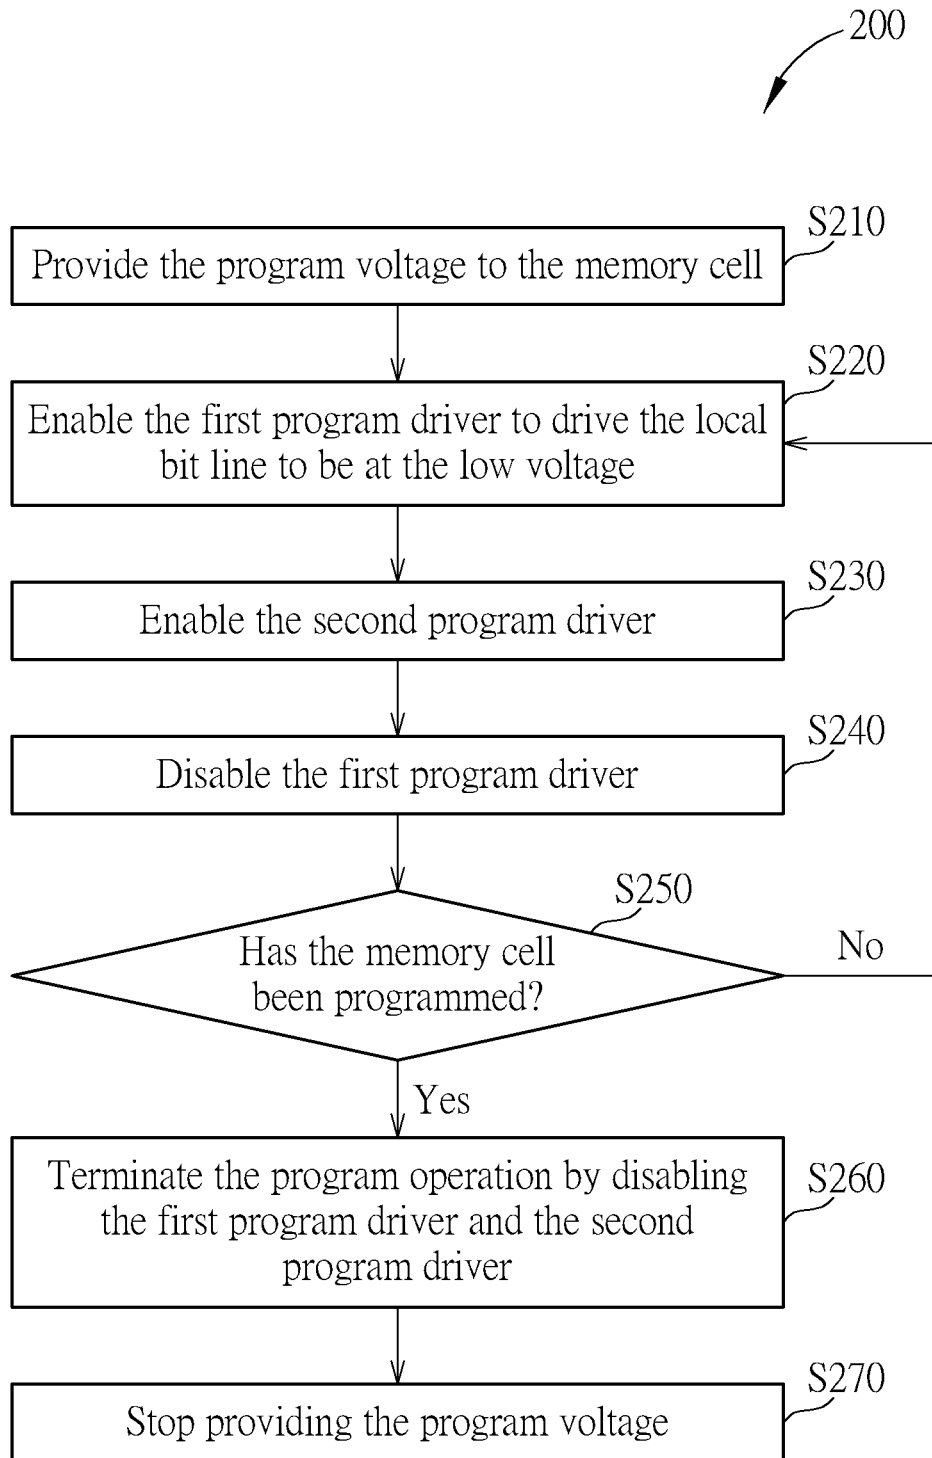 200
S210
Provide the program voltage to the memory cell
S220
Enable the first program driver to drive the local
bit line to be at the low voltage
S230
Enable the second program driver
S240
Disable the first program driver
S250
Has the memory cell
been programmed?
No
Yes
S260
Terminate the program operation by disabling
the first program driver and the second
program driver
S270
Stop providing the program voltage